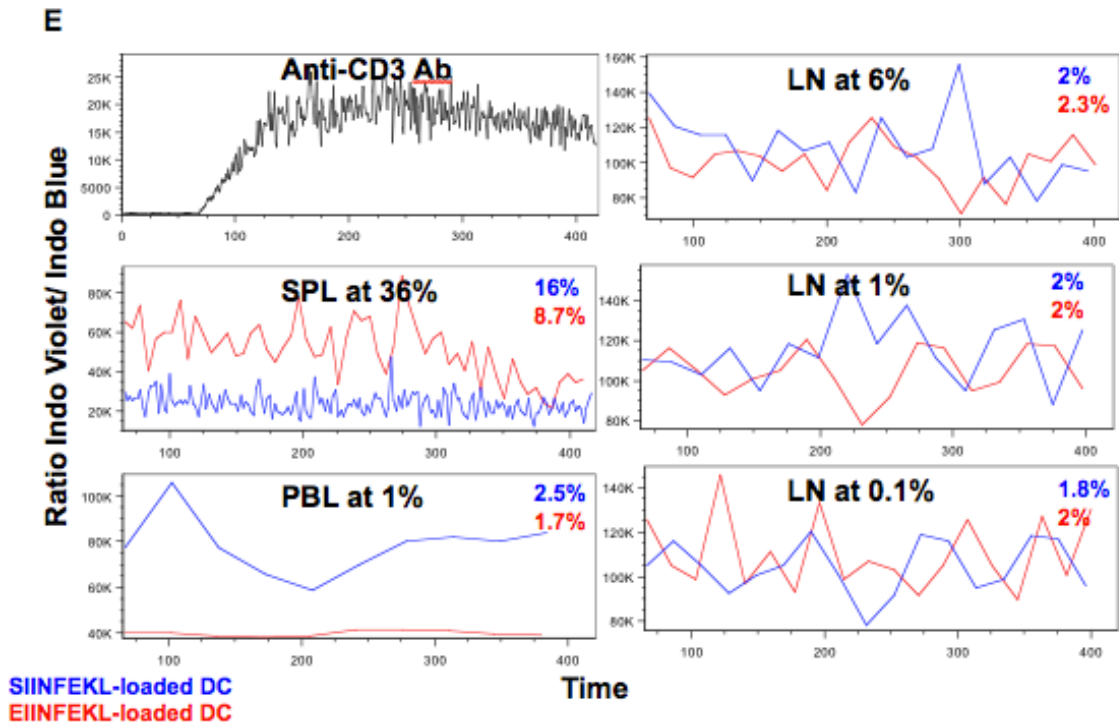 E
Ratio Indo Violet/ Indo Blue
Anti-CD3 Ab
25K
20K
15K
10K
5000
0
0 100 200 300 400
LN at 6%
2%
2.3%
160K
140K
120K
100K
80K
100 200 300 400
SPL at 36%
16%
8.7%
80K
60K
40K
20K
100 200 300 400
LN at 1%
2%
2%
140K
120K
100K
80K
100 200 300 400
PBL at 1%
2.5%
1.7%
100K
80K
60K
40K
100 200 300 400
LN at 0.1%
1.8%
2%
140K
120K
100K
80K
100 200 300 400
Time
SIINFEKL-loaded DC
EIINFEKL-loaded DC